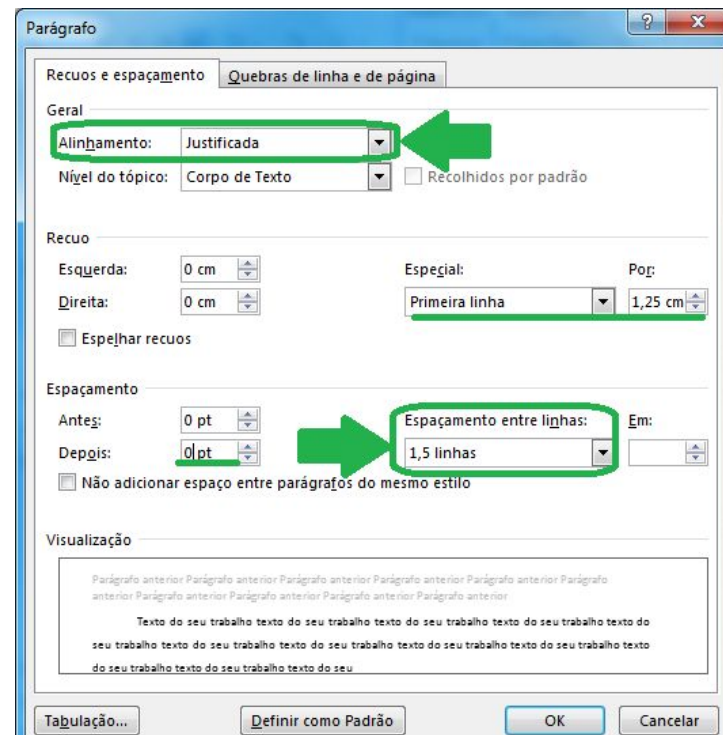 Parágrafo
Recuos e espaçamento Quebras de linha e de página
Geral
Alinhamento: Justificada
Nível do tópico: Corpo de Texto Recolhidos por padrão
Recuo
Esquerda: 0 cm Especial: Por:
Direita: 0 cm Primeira linha 1,25 cm
Espelhar recuos
Espaçamento
Antes: 0 pt Espaçamento entre linhas: Em:
Depois: 0 pt 1,5 linhas
Não adicionar espaço entre parágrafos do mesmo estilo
Visualização
Parágrafo anterior Parágrafo anterior Parágrafo anterior Parágrafo anterior Parágrafo anterior Parágrafo
anterior Parágrafo anterior Parágrafo anterior Parágrafo anterior Parágrafo anterior
Texto do seu trabalho texto do seu trabalho texto do seu trabalho texto do seu trabalho texto do
seu trabalho texto do seu trabalho texto do seu trabalho texto do seu trabalho texto do seu trabalho texto
do seu trabalho texto do seu trabalho texto do seu
Tabulação... Definir como Padrão OK Cancelar